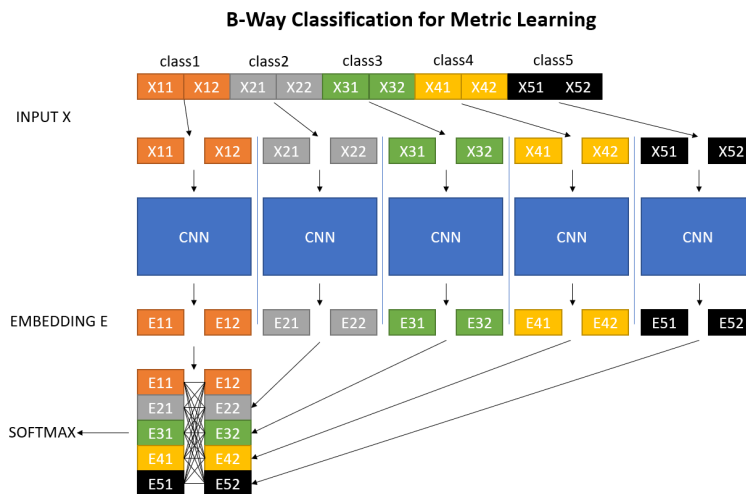 B-Way Classification for Metric Learning
class1 class2 class3 class4 class5
X11 X12 X21 X22 X31 X32 X41 X42 X51 X52
INPUT X
X11 X12 X21 X22 X31 X32 X41 X42 X51 X52
CNN CNN CNN CNN CNN
EMBEDDING E E11 E12 E21 E22 E31 E32 E41 E42 E51 E52
E11 E12
E21 E22
SOFTMAX E31 E32
E41 E42
E51 E52